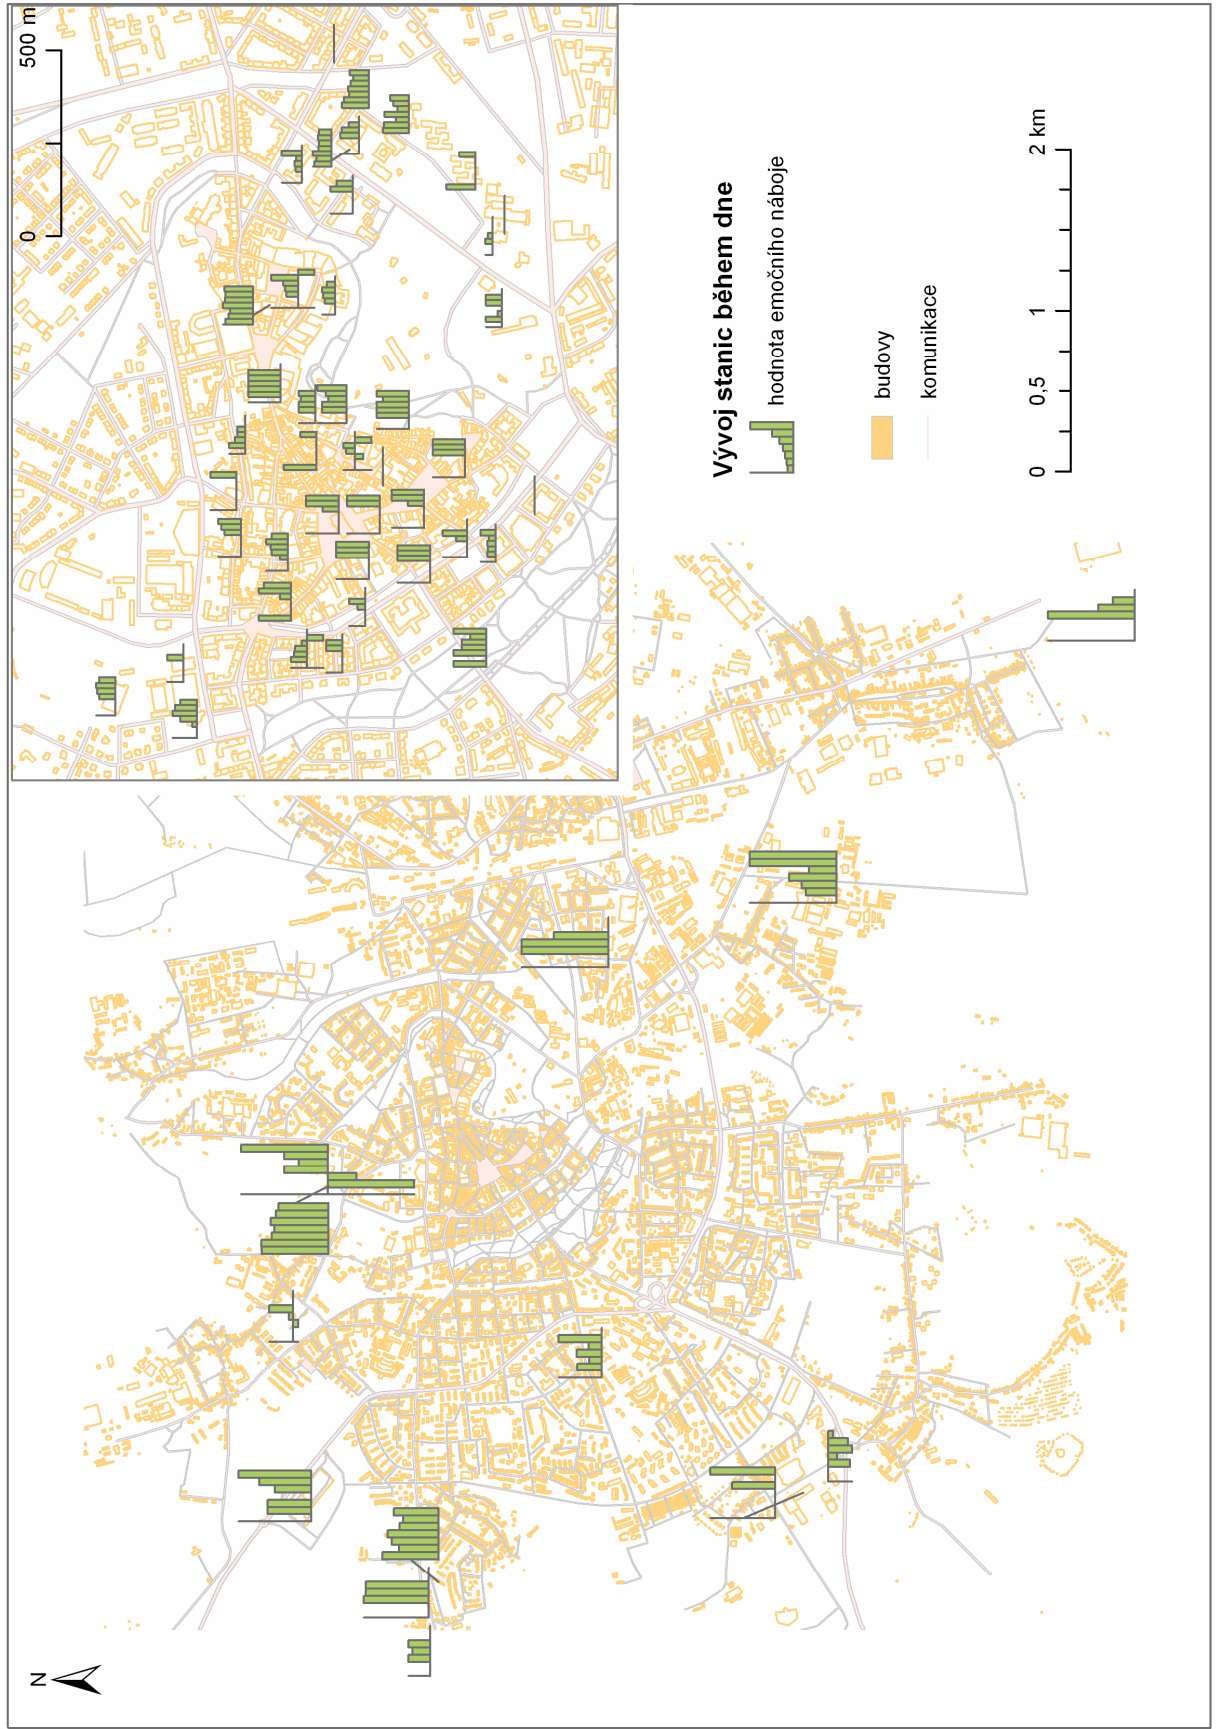 N
0 500 m
Vývoj stanic během dne
hodnota emočního náboje
budovy
komunikace
0 0,5 1 2 km